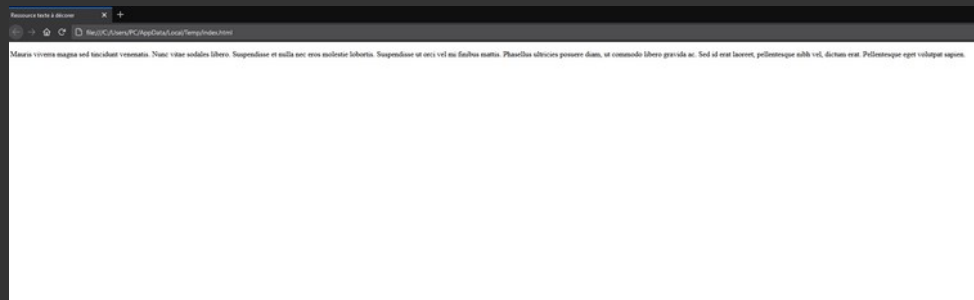 Ressource texte à décorer
file:///C:/Users/PC/AppData/Local/Temp/index.html
Mauris viverra magna sed tincidunt venenatis. Nunc vitae sodales libero. Suspendisse et nulla nec eros molestie lobortis. Suspendisse ut orci vel mi finibus mattis. Phasellus ultricies posuere diam, ut commodo libero gravida ac. Sed id erat laoreet, pellentesque nibh vel, dictum erat. Pellentesque eget volutpat sapien.